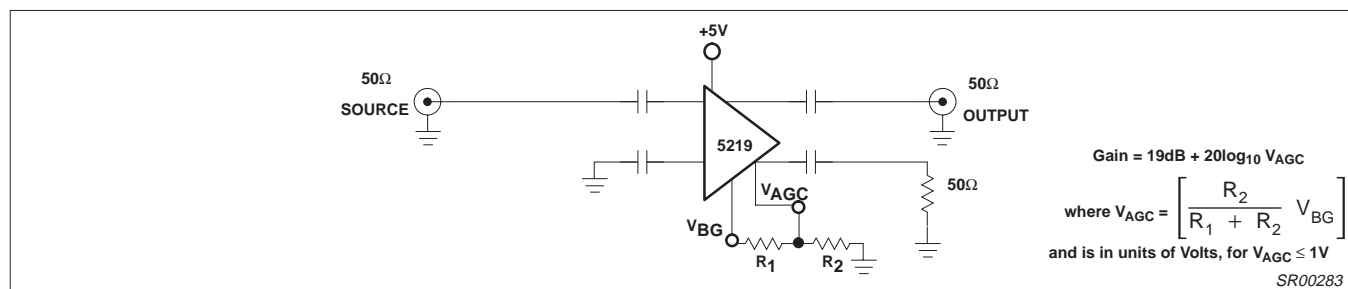 +5V
50Ω
SOURCE
50Ω
OUTPUT
5219
50Ω
V_AGC
V_BG
R_1
R_2
Gain = 19dB + 20log_10 V_AGC
where V_AGC = [ R_2 / (R_1 + R_2) V_BG ]
and is in units of Volts, for V_AGC ≤ 1V
SR00283